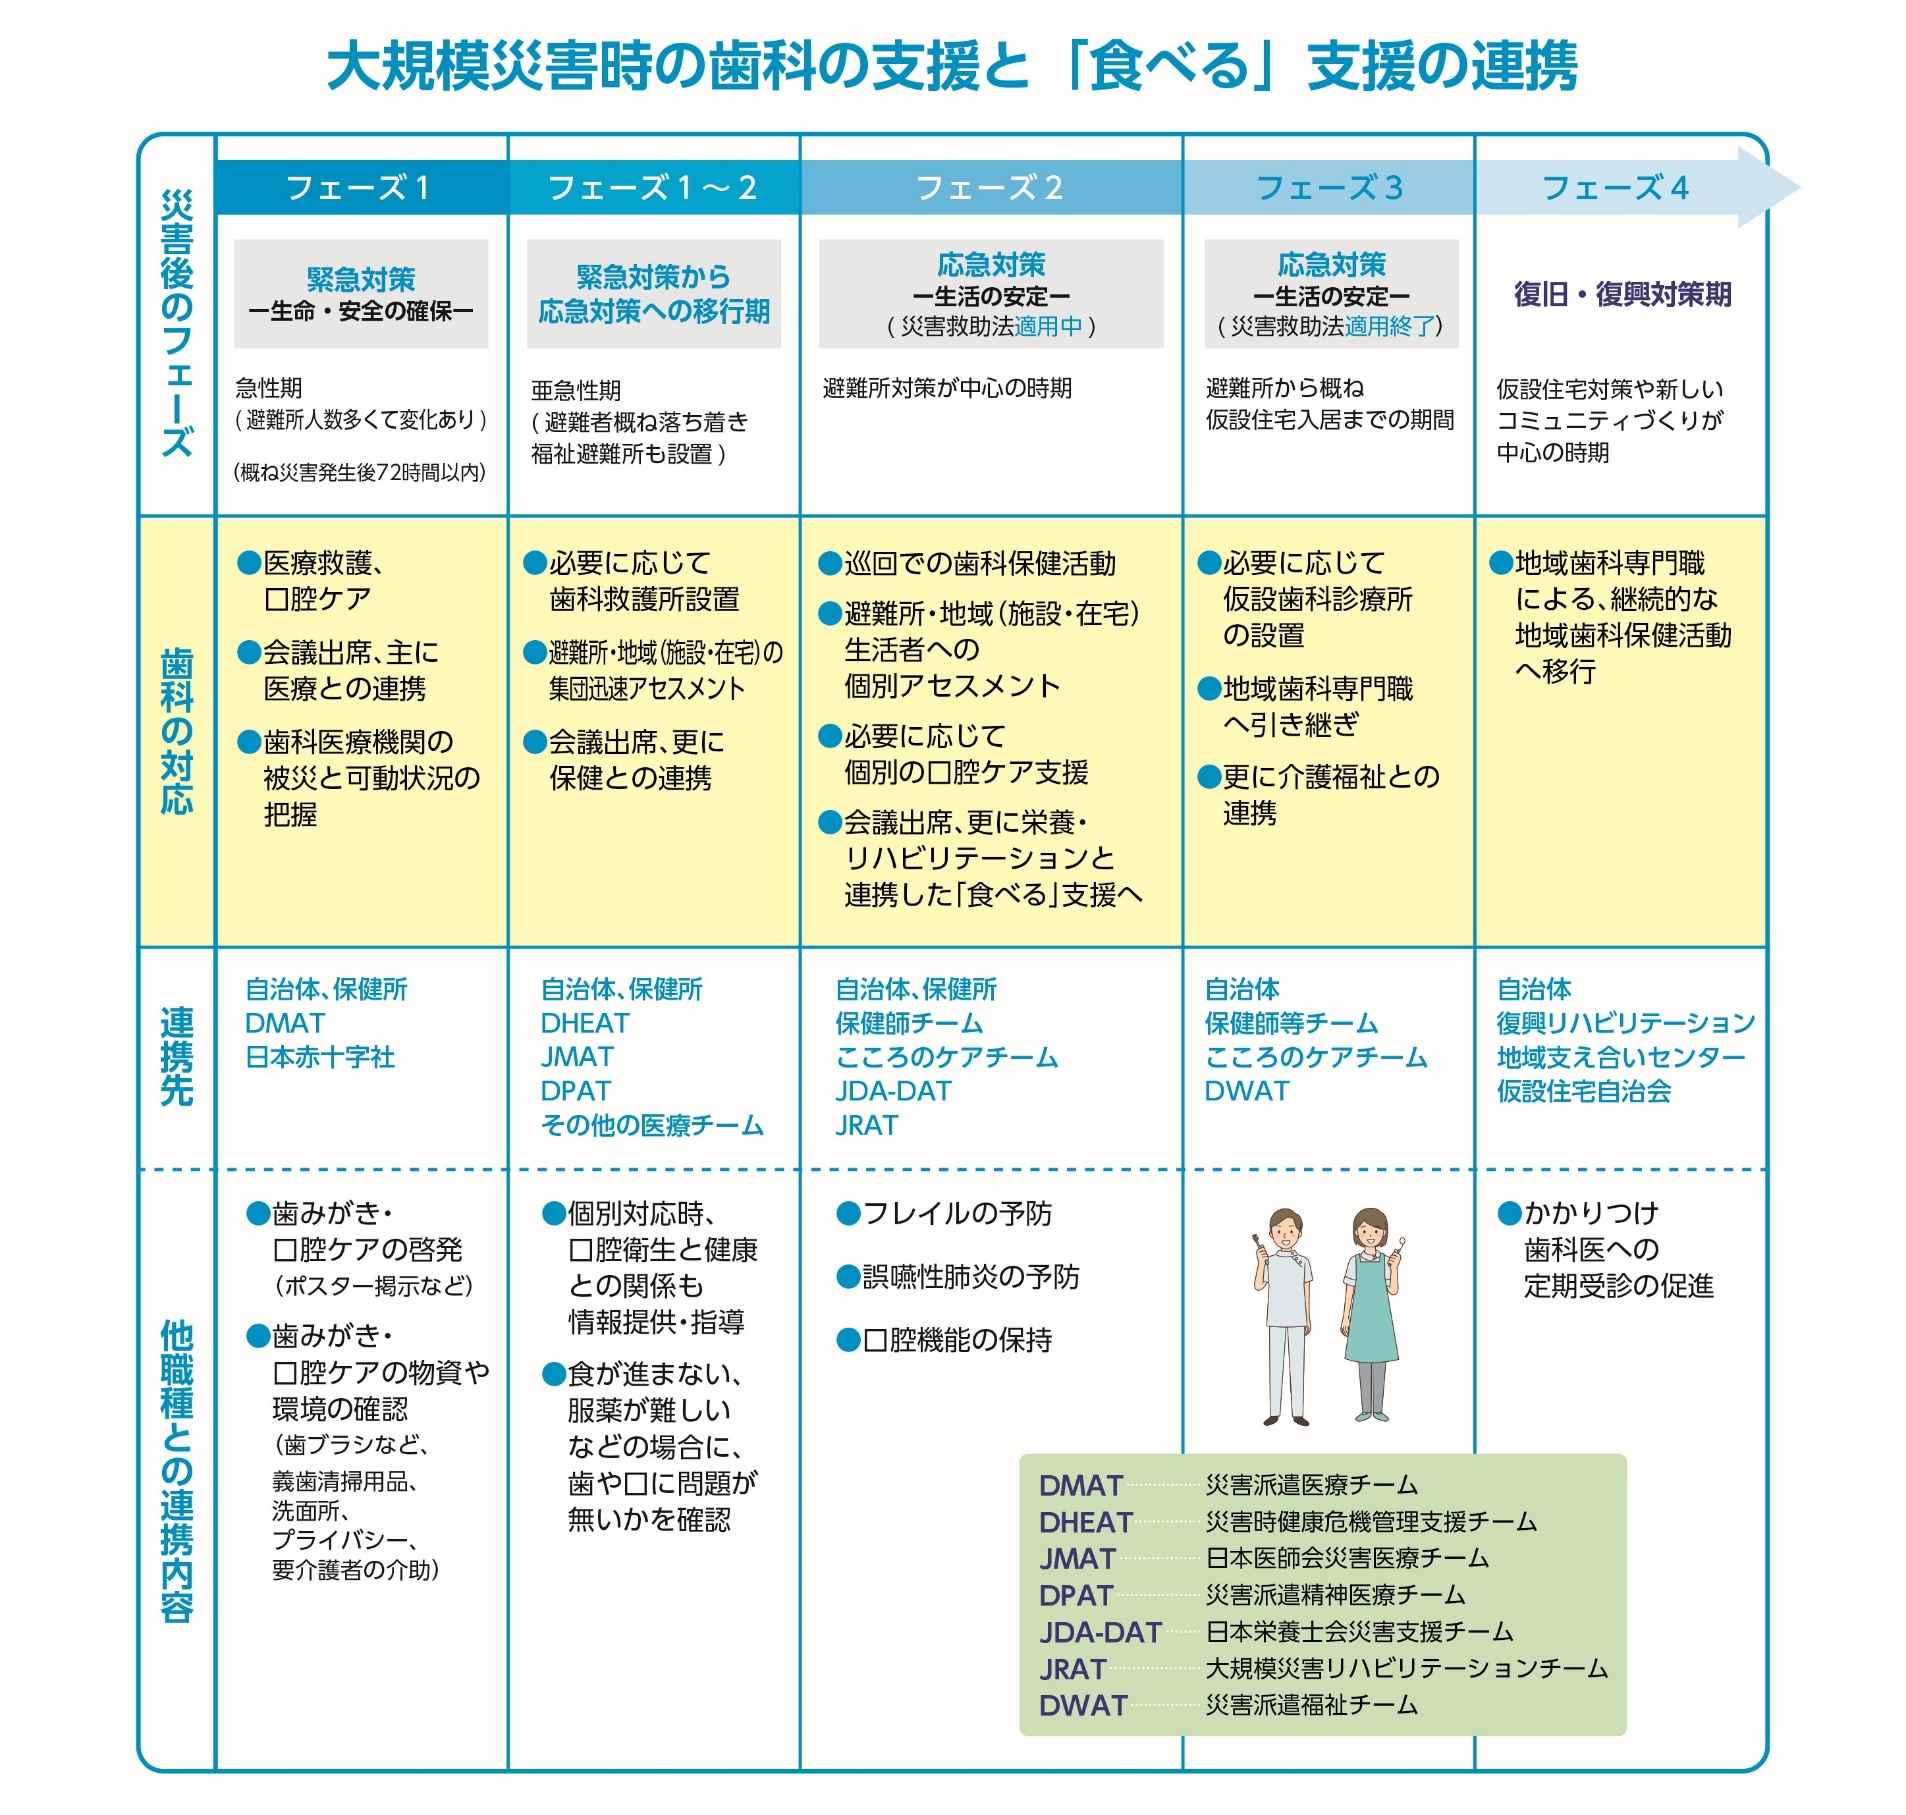 大規模災害時の歯科の支援と「食べる」支援の連携
災害後のフェーズ
フェーズ1
フェーズ1～2
フェーズ2
フェーズ3
フェーズ4
緊急対策
ー生命・安全の確保ー
急性期
(避難所人数多くて変化あり)
(概ね災害発生後72時間以内)
緊急対策から
応急対策への移行期
亜急性期
(避難者概ね落ち着き
福祉避難所も設置)
応急対策
ー生活の安定ー
(災害救助法適用中)
避難所対策が中心の時期
応急対策
ー生活の安定ー
(災害救助法適用終了)
避難所から概ね
仮設住宅入居までの期間
復旧・復興対策期
仮設住宅対策や新しい
コミュニティづくりが
中心の時期
歯科の対応
●医療救護、
口腔ケア
●会議出席、主に
医療との連携
●歯科医療機関の
被災と可動状況の
把握
●必要に応じて
歯科救護所設置
●避難所・地域(施設・在宅)の
集団迅速アセスメント
●会議出席、更に
保健との連携
●巡回での歯科保健活動
●避難所・地域(施設・在宅)
生活者への
個別アセスメント
●必要に応じて
個別の口腔ケア支援
●会議出席、更に栄養・
リハビリテーションと
連携した「食べる」支援へ
●必要に応じて
仮設歯科診療所
の設置
●地域歯科専門職
へ引き継ぎ
●更に介護福祉との
連携
●地域歯科専門職
による、継続的な
地域歯科保健活動
へ移行
連携先
自治体、保健所
DMAT
日本赤十字社
自治体、保健所
DHEAT
JMAT
DPAT
その他の医療チーム
自治体、保健所
保健師チーム
こころのケアチーム
JDA-DAT
JRAT
自治体
保健師等チーム
こころのケアチーム
DWAT
自治体
復興リハビリテーション
地域支え合いセンター
仮設住宅自治会
他職種との連携内容
●歯みがき・
口腔ケアの啓発
(ポスター掲示など)
●歯みがき・
口腔ケアの物資や
環境の確認
(歯ブラシなど、
義歯清掃用品、
洗面所、
プライバシー、
要介護者の介助)
●個別対応時、
口腔衛生と健康
との関係も
情報提供・指導
●食が進まない、
服薬が難しい
などの場合に、
歯や口に問題が
無いかを確認
●フレイルの予防
●誤嚥性肺炎の予防
●口腔機能の保持
●かかりつけ
歯科医への
定期受診の促進
DMAT 災害派遣医療チーム
DHEAT 災害時健康危機管理支援チーム
JMAT 日本医師会災害医療チーム
DPAT 災害派遣精神医療チーム
JDA-DAT 日本栄養士会災害支援チーム
JRAT 大規模災害リハビリテーションチーム
DWAT 災害派遣福祉チーム